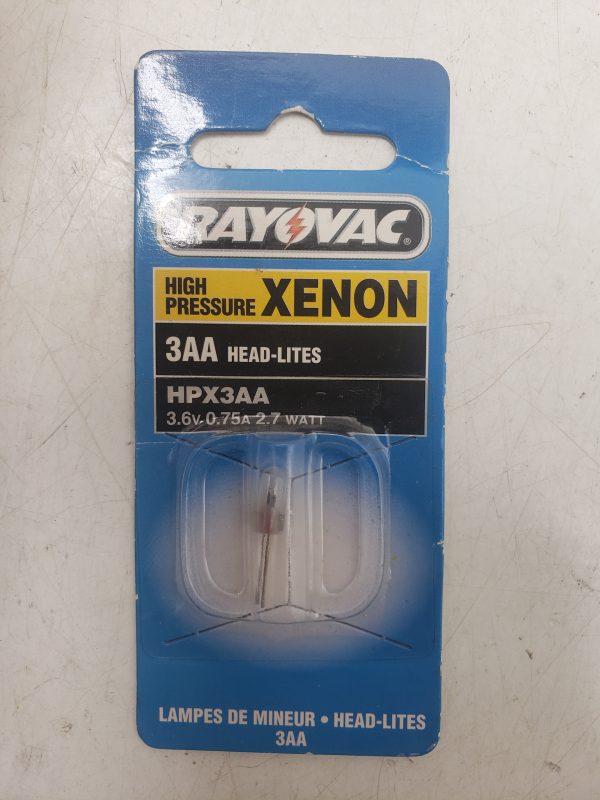 RAYOVAC®
HIGH
PRESSURE XENON
3AA HEAD-LITES
HPX3AA
3.6V 0.75A 2.7 WATT
LAMPES DE MINEUR • HEAD-LITES
3AA